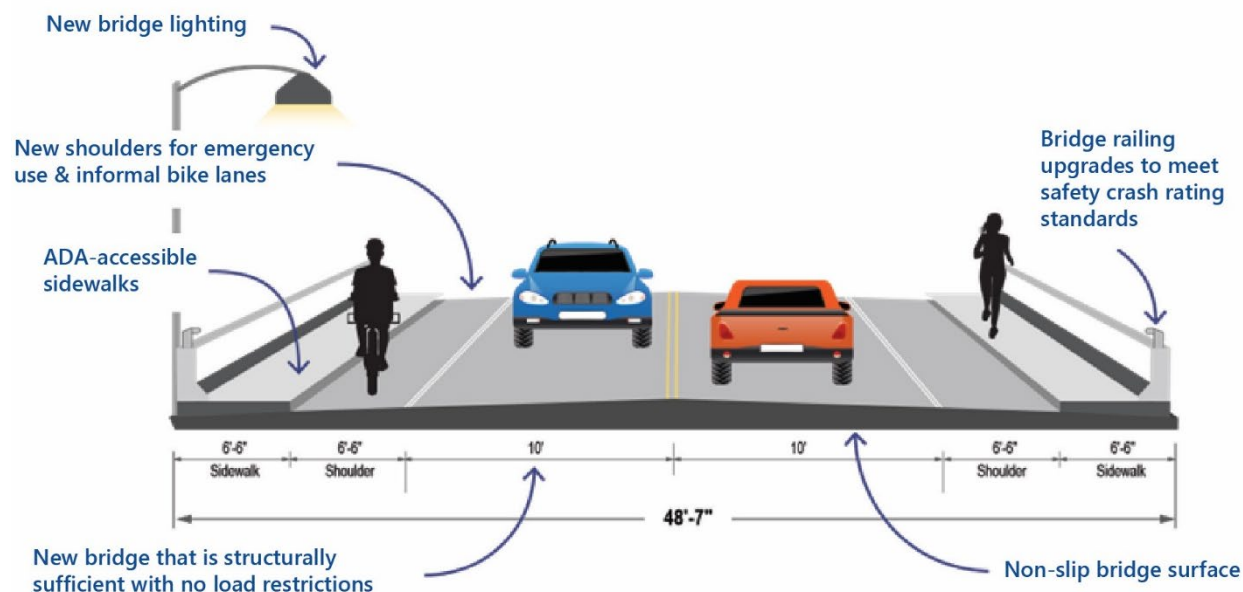 New bridge lighting
New shoulders for emergency
use & informal bike lanes
Bridge railing
upgrades to meet
safety crash rating
standards
ADA-accessible
sidewalks
6'-6"
Sidewalk
6'-6"
Shoulder
10'
10'
6'-6"
Shoulder
6'-6"
Sidewalk
48'-7"
New bridge that is structurally
sufficient with no load restrictions
Non-slip bridge surface